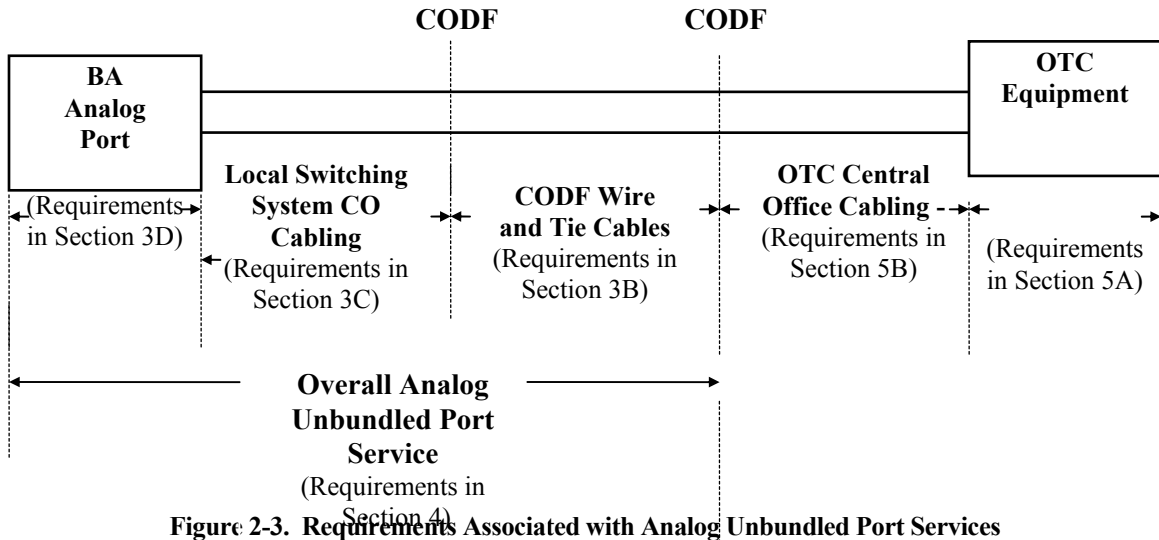 CODF
CODF
BA
Analog
Port
OTC
Equipment
(Requirements
in Section 3D)
Local Switching
System CO
Cabling
(Requirements in
Section 3C)
CODF Wire
and Tie Cables
(Requirements in
Section 3B)
OTC Central
Office Cabling -
(Requirements in
Section 5B)
(Requirements
in Section 5A)
Overall Analog
Unbundled Port
Service
(Requirements in
Section 4)
Figure 2-3. Requirements Associated with Analog Unbundled Port Services